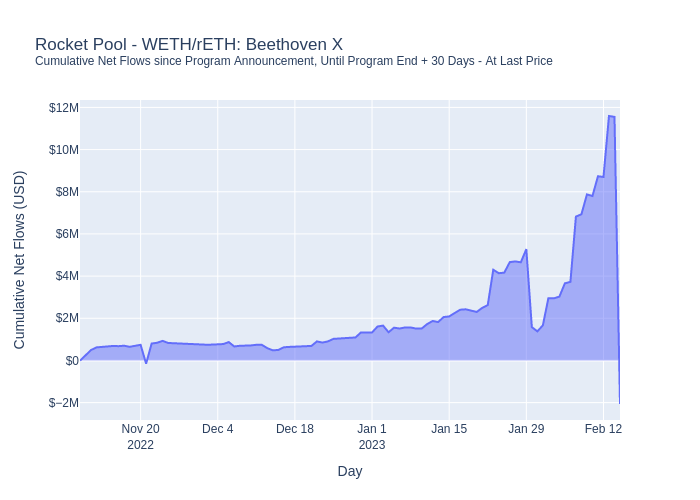 Rocket Pool - WETH/rETH: Beethoven X
Cumulative Net Flows since Program Announcement, Until Program End + 30 Days - At Last Price
Cumulative Net Flows (USD)
$12M
$10M
$8M
$6M
$4M
$2M
$0
$−2M
Nov 20
2022
Dec 4
Dec 18
Jan 1
2023
Jan 15
Jan 29
Feb 12
Day